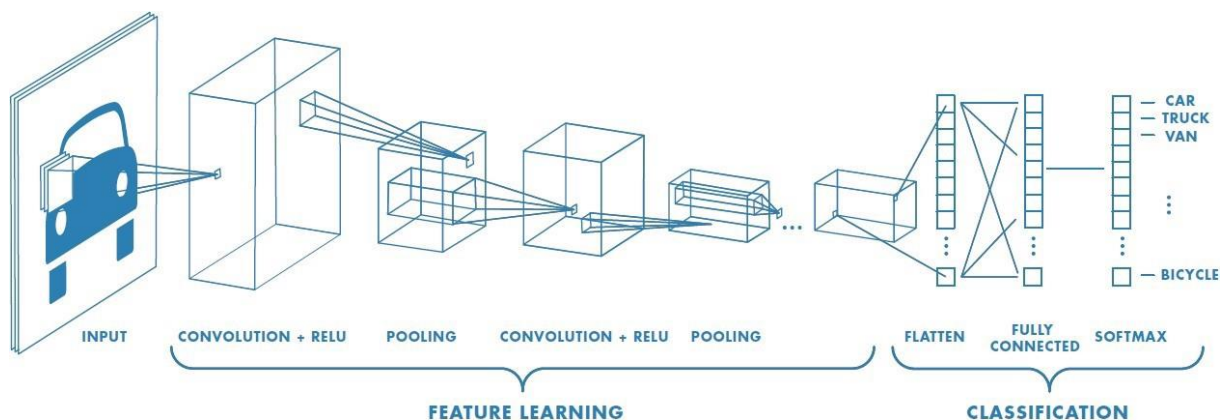 CAR
TRUCK
VAN
BICYCLE
INPUT
CONVOLUTION + RELU
POOLING
CONVOLUTION + RELU
POOLING
FLATTEN
FULLY
CONNECTED
SOFTMAX
FEATURE LEARNING
CLASSIFICATION